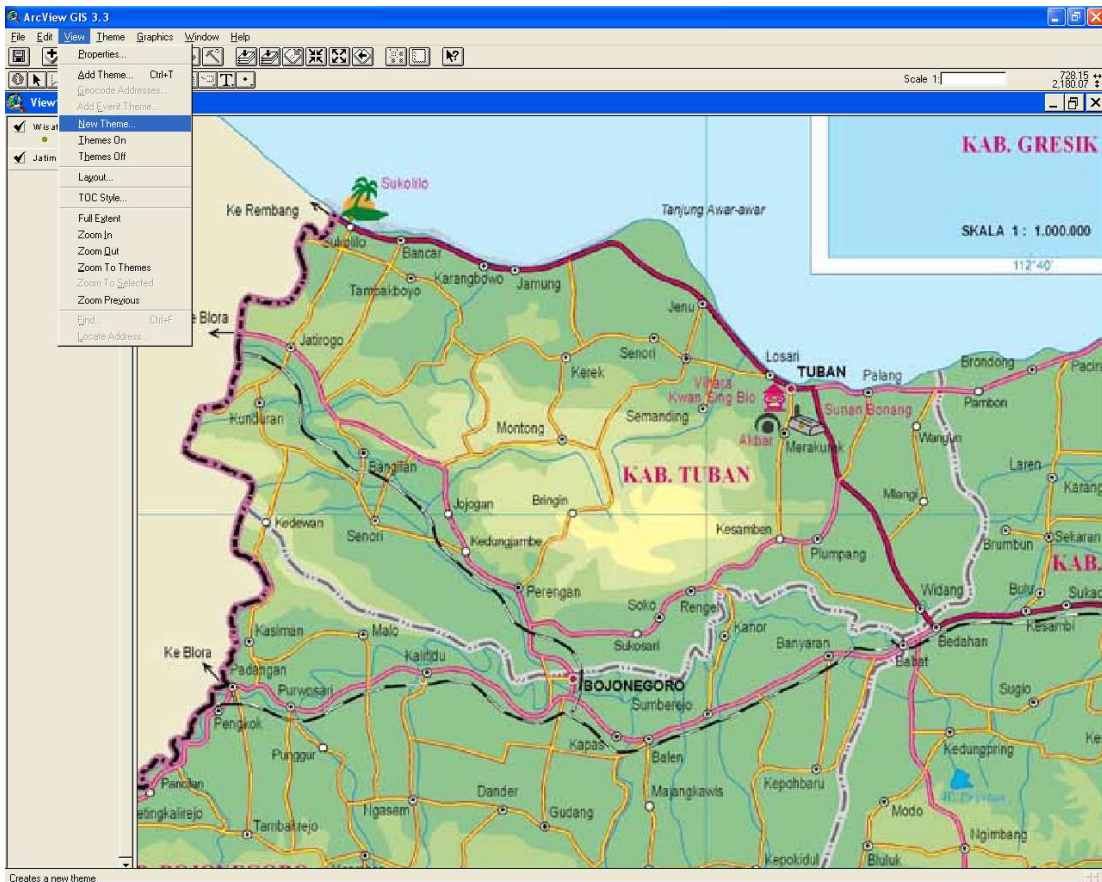 ArcView GIS 3.3
File Edit View Theme Graphics Window Help
Scale 1:
728.15
2,180.07
Properties...
Add Theme... Ctrl+T
Geocode Addresses...
Add Event Theme...
New Theme...
Themes On
Themes Off
Layout...
TOC Style...
Full Extent
Zoom In
Zoom Out
Zoom To Themes
Zoom To Selected
Zoom Previous
Find... Ctrl+F
Locate Address...
Jatim
KAB. GRESIK
SKALA 1 : 1.000.000
112°40'
Sukolilo
Ke Rembang
Tanjung Awar-awar
Sukolilo
Bancar
Karangbowo
Jamung
Tambakboyo
Jenu
Blora
Jatirogo
Senori
Kerek
Losari
TUBAN
Palang
Brondong
Vihara
Kwan Sing Bio
Sunan Bonang
Pambon
Kunduran
Semanding
Montong
Akbar
Merakurak
Wangun
Bangilan
KAB. TUBAN
Laren
Karang
Jojogan
Bringin
Mlangi
Kedewan
Senori
Kedungjambe
Kesamben
Plumpang
Brumbun
Sekaran
KAB.
Perengan
Widang
Bulu
Soko
Rengel
Kesambi
Kasiman
Malo
Sukosari
Kanor
Banyaran
Bedahan
Babat
Ke Blora
Padangan
Kalitidu
Purwosari
BOJONEGORO
Sumberejo
Sugio
Pengkok
Punggur
Kapas
Balen
Kedungpring
Kepohbaru
Dander
Majangkawis
Modo
Ngasem
Gudang
Tambakrejo
Ngimbang
Kepokidul
Bluluk
Creates a new theme